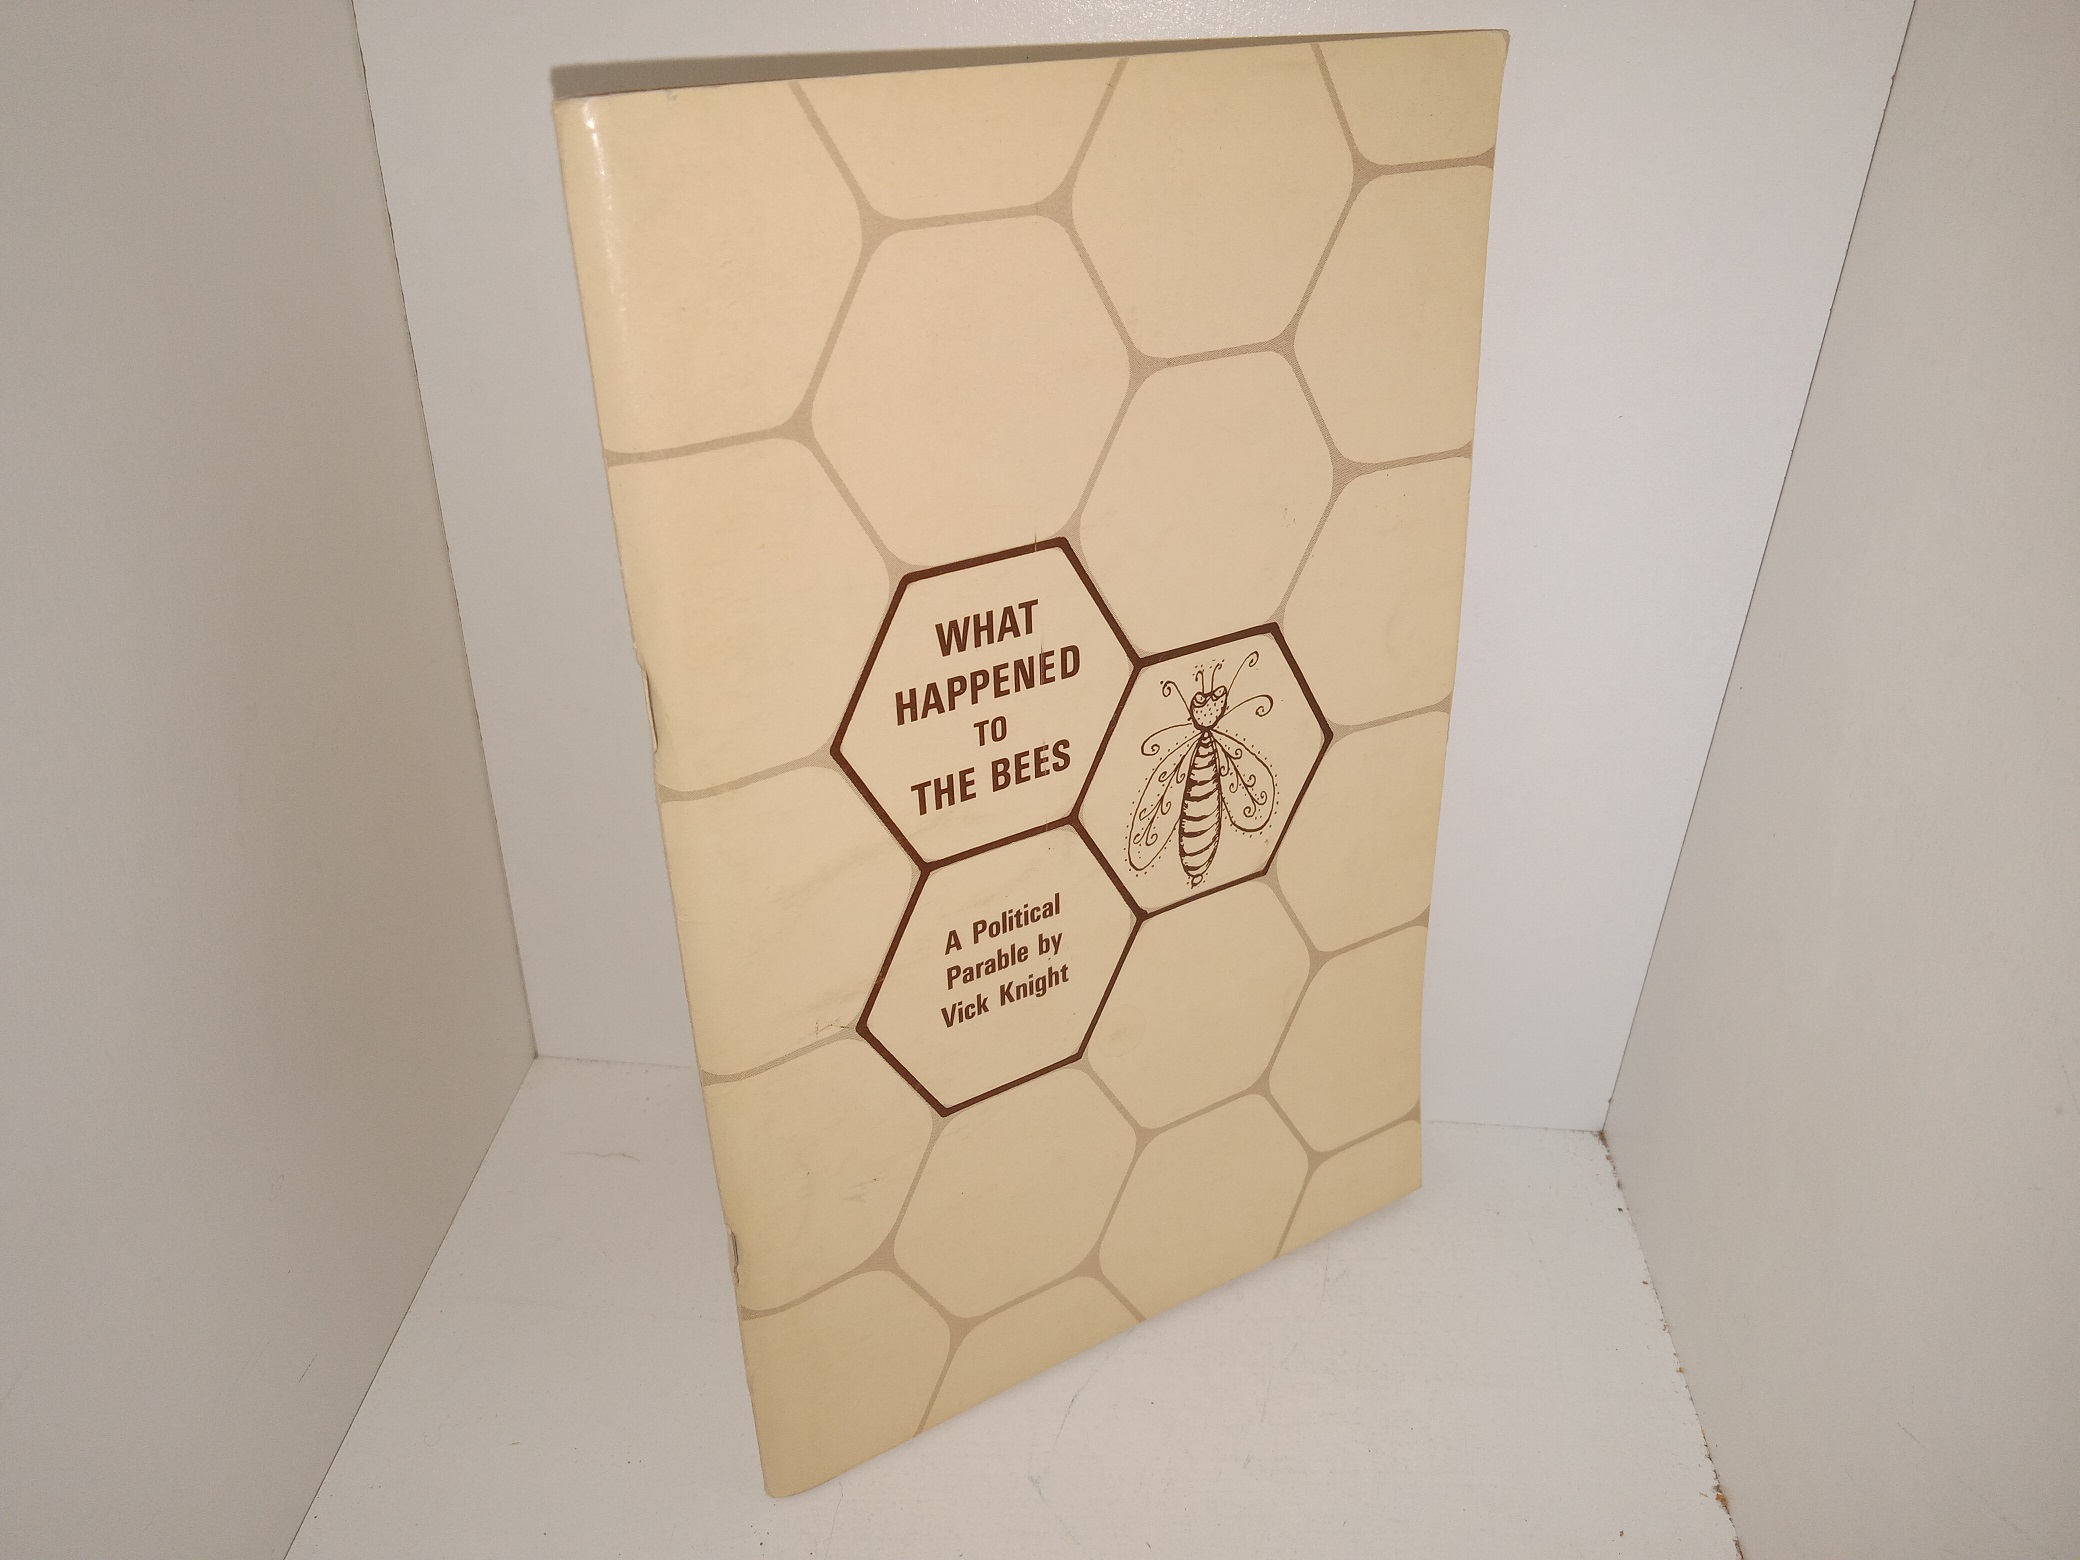 WHAT
HAPPENED
TO
THE BEES
A Political
Parable by
Vick Knight